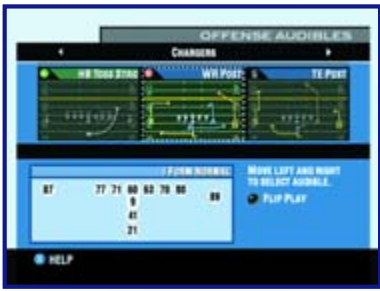 OFFENSE AUDIBLES
CHARGERS
HB TOSS STRG WR POST TE POST
I FORM NORMAL
87 77 71 60 62 70 80 89
9
41
21
MOVE LEFT AND RIGHT
TO SELECT AUDIBLE.
FLIP PLAY
HELP